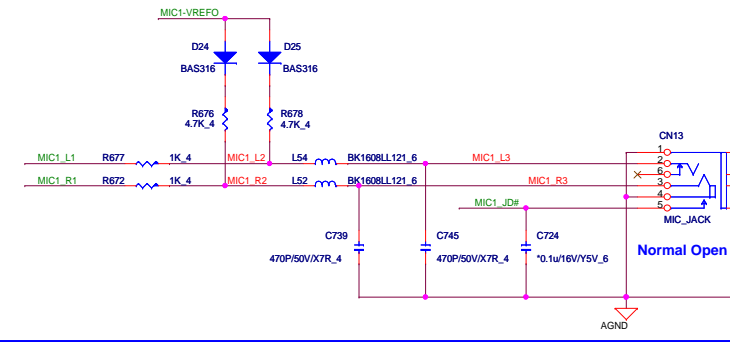 MIC1-VREFO
D24
D25
BAS316
BAS316
R676
4.7K_4
R678
4.7K_4
CN13
MIC1_L1
R677
1K_4
MIC1_L2
L54
BK1608LL121_6
MIC1_L3
1
2
6
MIC1_R1
R672
1K_4
MIC1_R2
L52
BK1608LL121_6
MIC1_R3
3
4
MIC1_JD#
5
MIC_JACK
C739
C745
C724
470P/50V/X7R_4
470P/50V/X7R_4
*0.1u/16V/Y5V_6
Normal Open
AGND